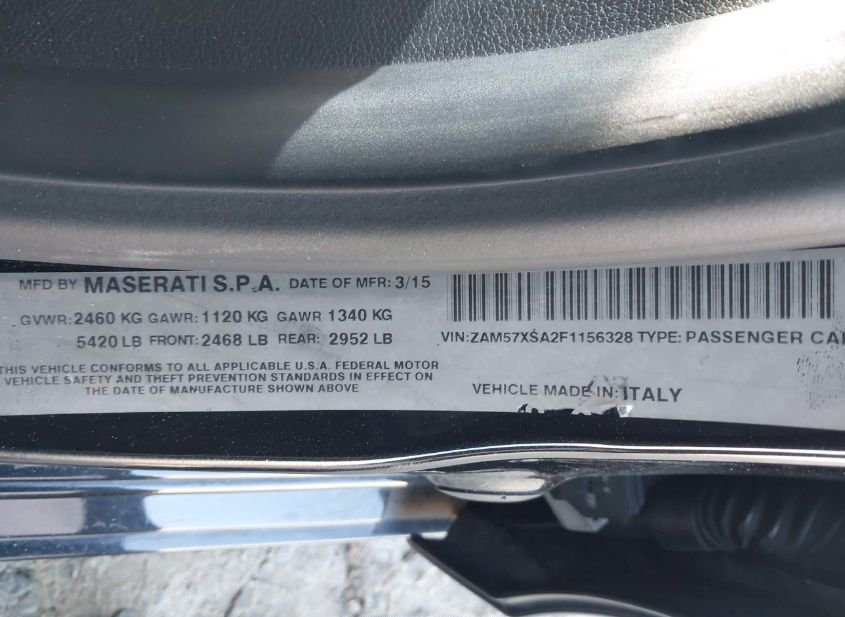 MFD BY MASERATI S.P.A. DATE OF MFR: 3/15
GVWR: 2460 KG GAWR: 1120 KG GAWR 1340 KG
5420 LB FRONT: 2468 LB REAR: 2952 LB
THIS VEHICLE CONFORMS TO ALL APPLICABLE U.S.A. FEDERAL MOTOR
VEHICLE SAFETY AND THEFT PREVENTION STANDARDS IN EFFECT ON
THE DATE OF MANUFACTURE SHOWN ABOVE
VIN:ZAM57XSA2F1156328 TYPE: PASSENGER CAR
VEHICLE MADE IN: ITALY